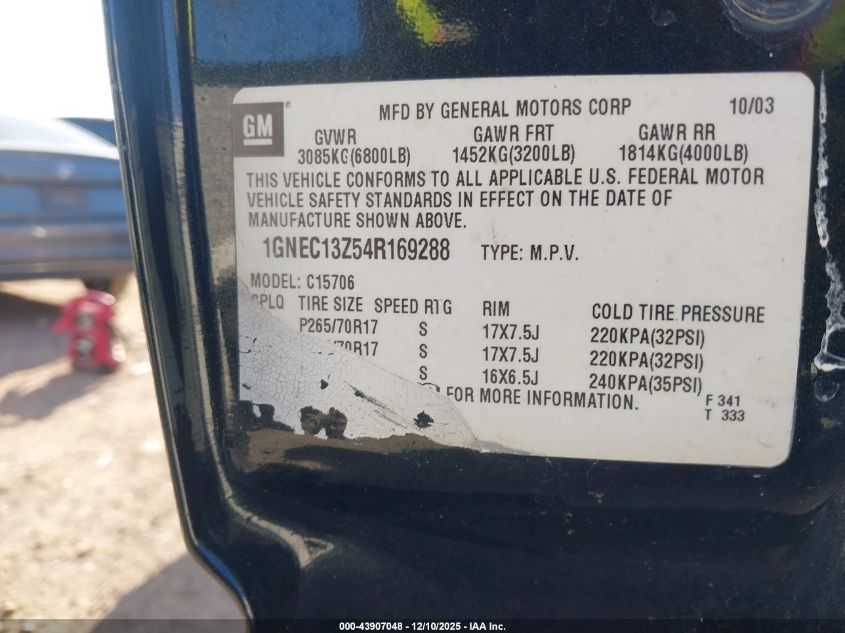 GM ® MFD BY GENERAL MOTORS CORP 10/03
GVWR GAWR FRT GAWR RR
3085KG(6800LB) 1452KG(3200LB) 1814KG(4000LB)
THIS VEHICLE CONFORMS TO ALL APPLICABLE U.S. FEDERAL MOTOR
VEHICLE SAFETY STANDARDS IN EFFECT ON THE DATE OF
MANUFACTURE SHOWN ABOVE.
1GNEC13Z54R169288 TYPE: M.P.V.
MODEL: C15706
TIRE SIZE SPEED RTG RIM COLD TIRE PRESSURE
P265/70R17 S 17X7.5J 220KPA(32PSI)
/70R17 S 17X7.5J 220KPA(32PSI)
S 16X6.5J 240KPA(35PSI)
FOR MORE INFORMATION. F 341
T 333
000-43907048 - 12/10/2025 - IAA Inc.